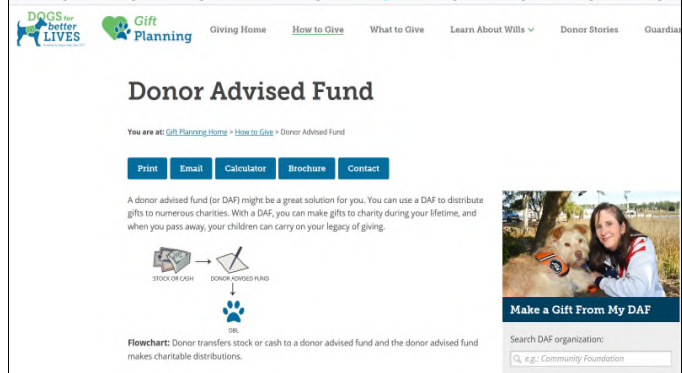 DOGS for
better
LIVES
Gift
Planning
Giving Home
How to Give
What to Give
Learn About Wills
Donor Stories
Guardian
Donor Advised Fund
You are at: Gift Planning Home > How to Give > Donor Advised Fund
Print
Email
Calculator
Brochure
Contact
A donor advised fund (or DAF) might be a great solution for you. You can use a DAF to distribute
gifts to numerous charities. With a DAF, you can make gifts to charity during your lifetime, and
when you pass away, your children can carry on your legacy of giving.
STOCK OR CASH
DONOR ADVISED FUND
DBL
Flowchart: Donor transfers stock or cash to a donor advised fund and the donor advised fund
makes charitable distributions.
Make a Gift From My DAF
Search DAF organization:
e.g.: Community Foundation